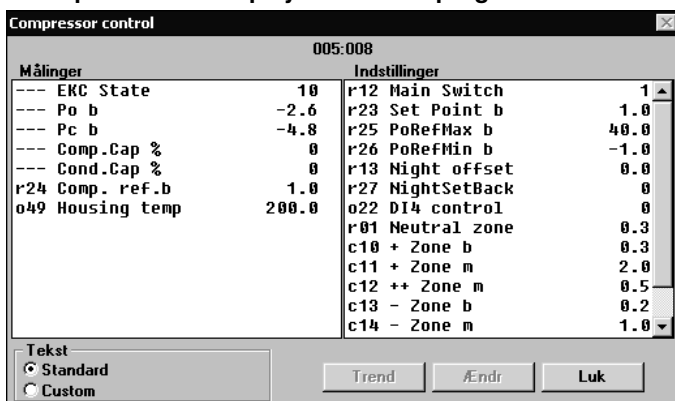 Compressor control
005:008
Målinger
--- EKC State 10
--- Po b -2.6
--- Pc b -4.8
--- Comp.Cap % 0
--- Cond.Cap % 0
r24 Comp. ref.b 1.0
o49 Housing temp 200.0
Indstillinger
r12 Main Switch 1
r23 Set Point b 1.0
r25 PoRefMax b 40.0
r26 PoRefMin b -1.0
r13 Night offset 0.0
r27 NightSetBack 0
o22 DI4 control 0
r01 Neutral zone 0.3
c10 + Zone b 0.3
c11 + Zone m 2.0
c12 ++ Zone m 0.5
c13 - Zone b 0.2
c14 - Zone m 1.0
Tekst
Standard
Custom
Trend Ændr Luk